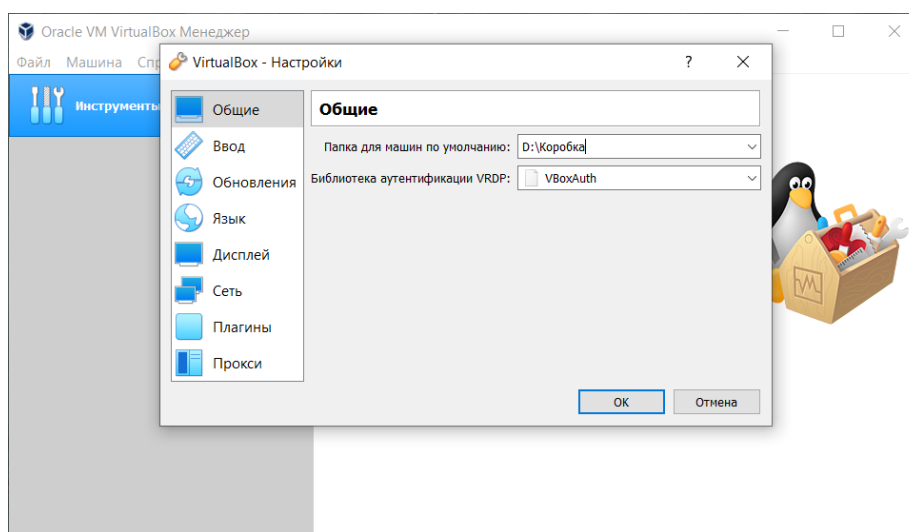 Oracle VM VirtualBox Менеджер
Файл Машина
VirtualBox - Настройки ?
Инструменты
Общие
Ввод
Обновления
Язык
Дисплей
Сеть
Плагины
Прокси
Общие
Папка для машин по умолчанию: D:\Коробка
Библиотека аутентификации VRDP: VBoxAuth
OK Отмена